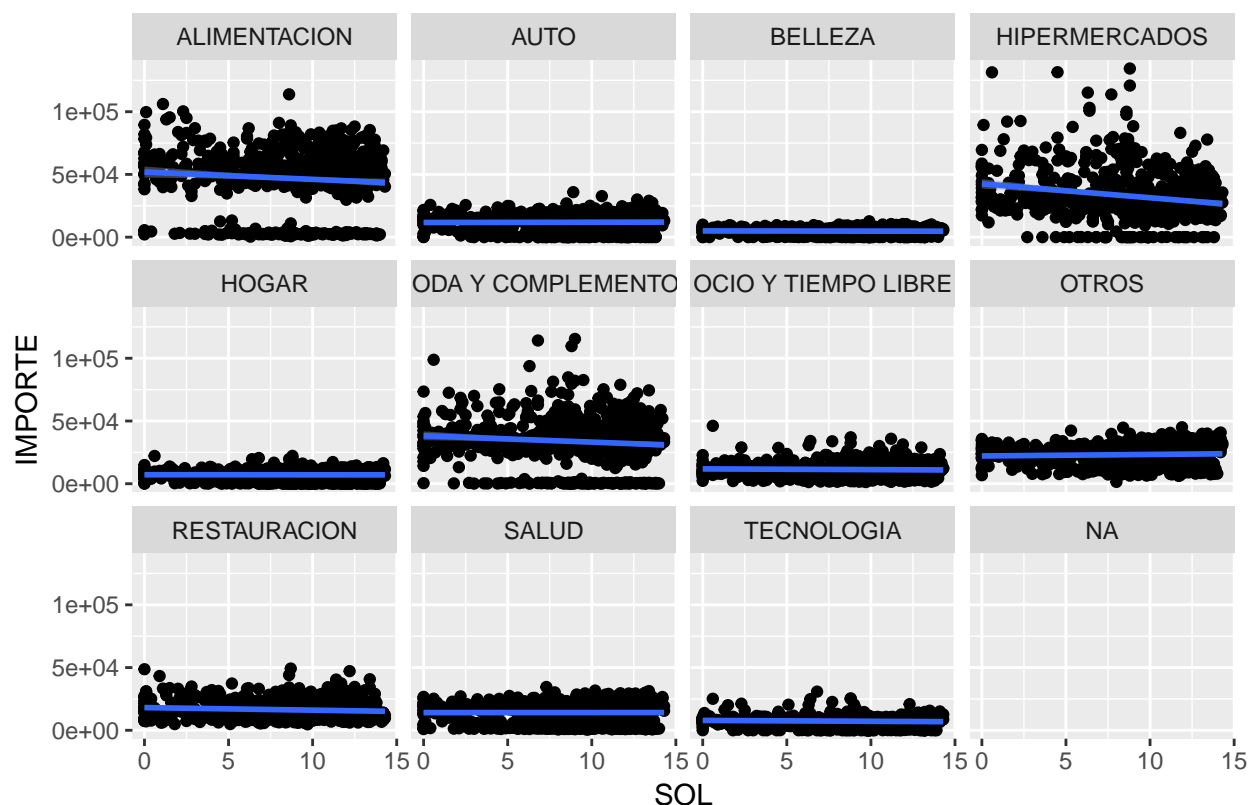 ALIMENTACION AUTO BELLEZA HIPERMERCADOS
1e+05
5e+04
0e+00
HOGAR ODA Y COMPLEMENTO OCIO Y TIEMPO LIBRE OTROS
1e+05
5e+04
0e+00
IMPORTE
RESTAURACION SALUD TECNOLOGIA NA
1e+05
5e+04
0e+00
0 5 10 15 0 5 10 15 0 5 10 15 0 5 10 15
SOL